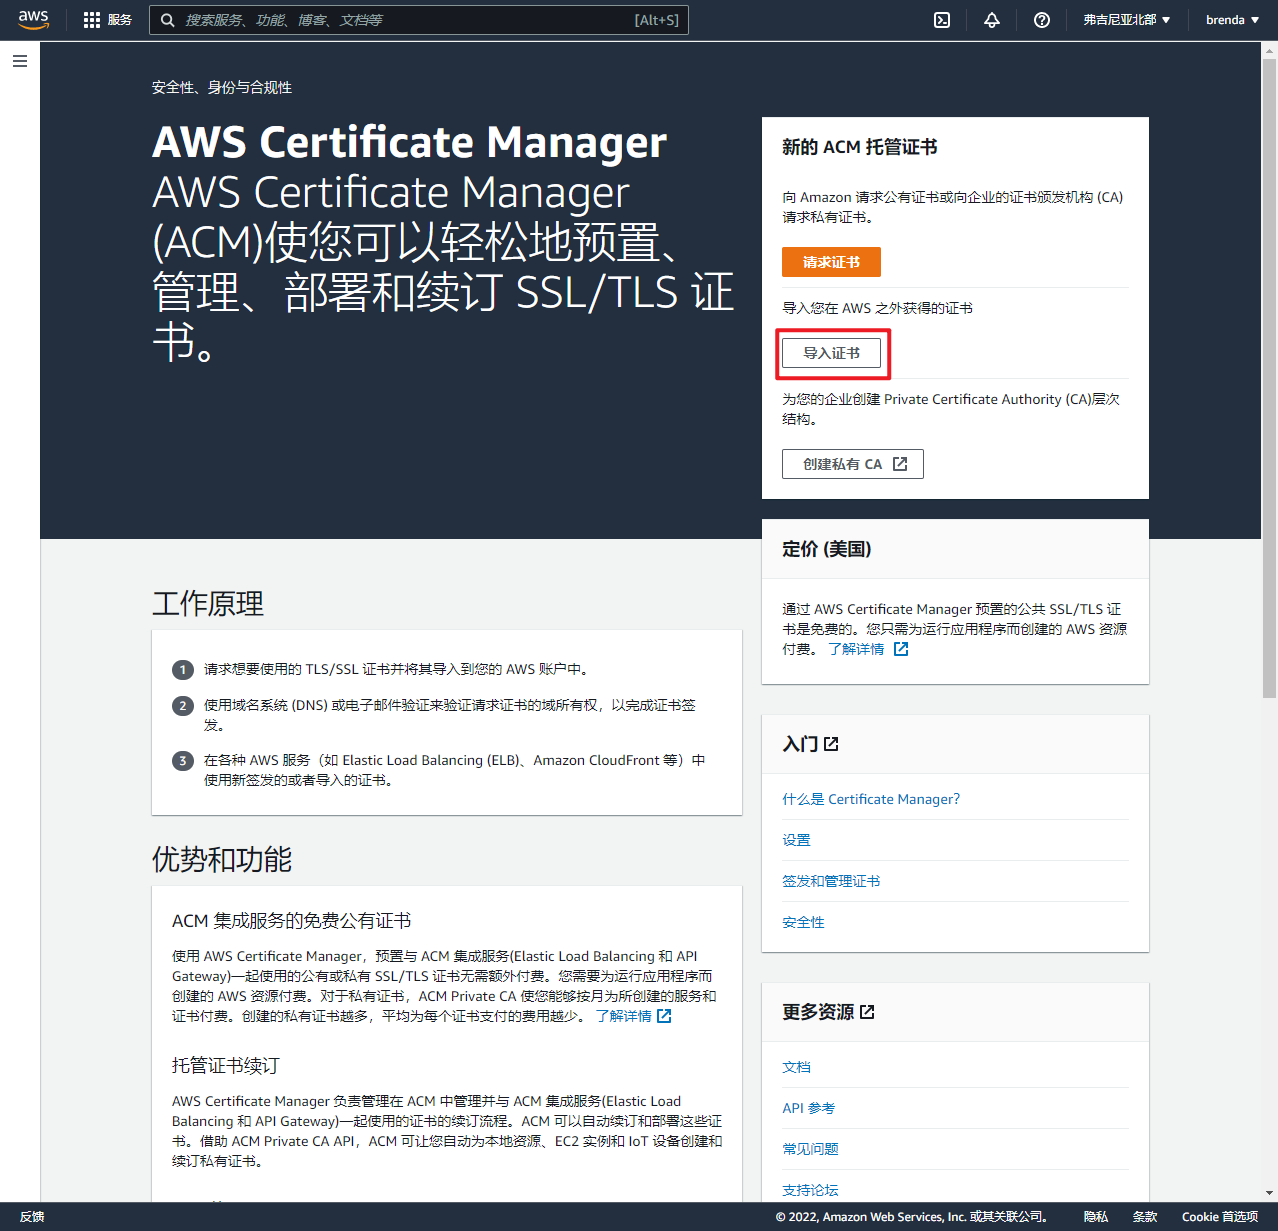 aws
服务
搜索服务、功能、博客、文档等
[Alt+S]
弗吉尼亚北部
brenda
安全性、身份与合规性
AWS Certificate Manager
AWS Certificate Manager
(ACM)使您可以轻松地预置、
管理、部署和续订 SSL/TLS 证
书。
新的 ACM 托管证书
向 Amazon 请求公有证书或向企业的证书颁发机构 (CA)
请求私有证书。
请求证书
导入您在 AWS 之外获得的证书
导入证书
为您的企业创建 Private Certificate Authority (CA)层次
结构。
创建私有 CA
定价 (美国)
通过 AWS Certificate Manager 预置的公共 SSL/TLS 证
书是免费的。您只需为运行应用程序而创建的 AWS 资源
付费。 了解详情
工作原理
1 请求想要使用的 TLS/SSL 证书并将其导入到您的 AWS 账户中。
2 使用域名系统 (DNS) 或电子邮件验证来验证请求证书的域所有权，以完成证书签
发。
3 在各种 AWS 服务（如 Elastic Load Balancing (ELB)、Amazon CloudFront 等）中
使用新签发的或者导入的证书。
入门
什么是 Certificate Manager?
设置
签发和管理证书
安全性
优势和功能
ACM 集成服务的免费公有证书
使用 AWS Certificate Manager，预置与 ACM 集成服务(Elastic Load Balancing 和 API
Gateway)一起使用的公有或私有 SSL/TLS 证书无需额外付费。您需要为运行应用程序而
创建的 AWS 资源付费。对于私有证书，ACM Private CA 使您能够按月为所创建的服务和
证书付费。创建的私有证书越多，平均为每个证书支付的费用越少。 了解详情
托管证书续订
AWS Certificate Manager 负责管理在 ACM 中管理并与 ACM 集成服务(Elastic Load
Balancing 和 API Gateway)一起使用的证书的续订流程。ACM 可以自动续订和部署这些证
书。借助 ACM Private CA API，ACM 可让您自动为本地资源、EC2 实例和 IoT 设备创建和
续订私有证书。
更多资源
文档
API 参考
常见问题
支持论坛
反馈
© 2022, Amazon Web Services, Inc. 或其关联公司。
隐私
条款
Cookie 首选项